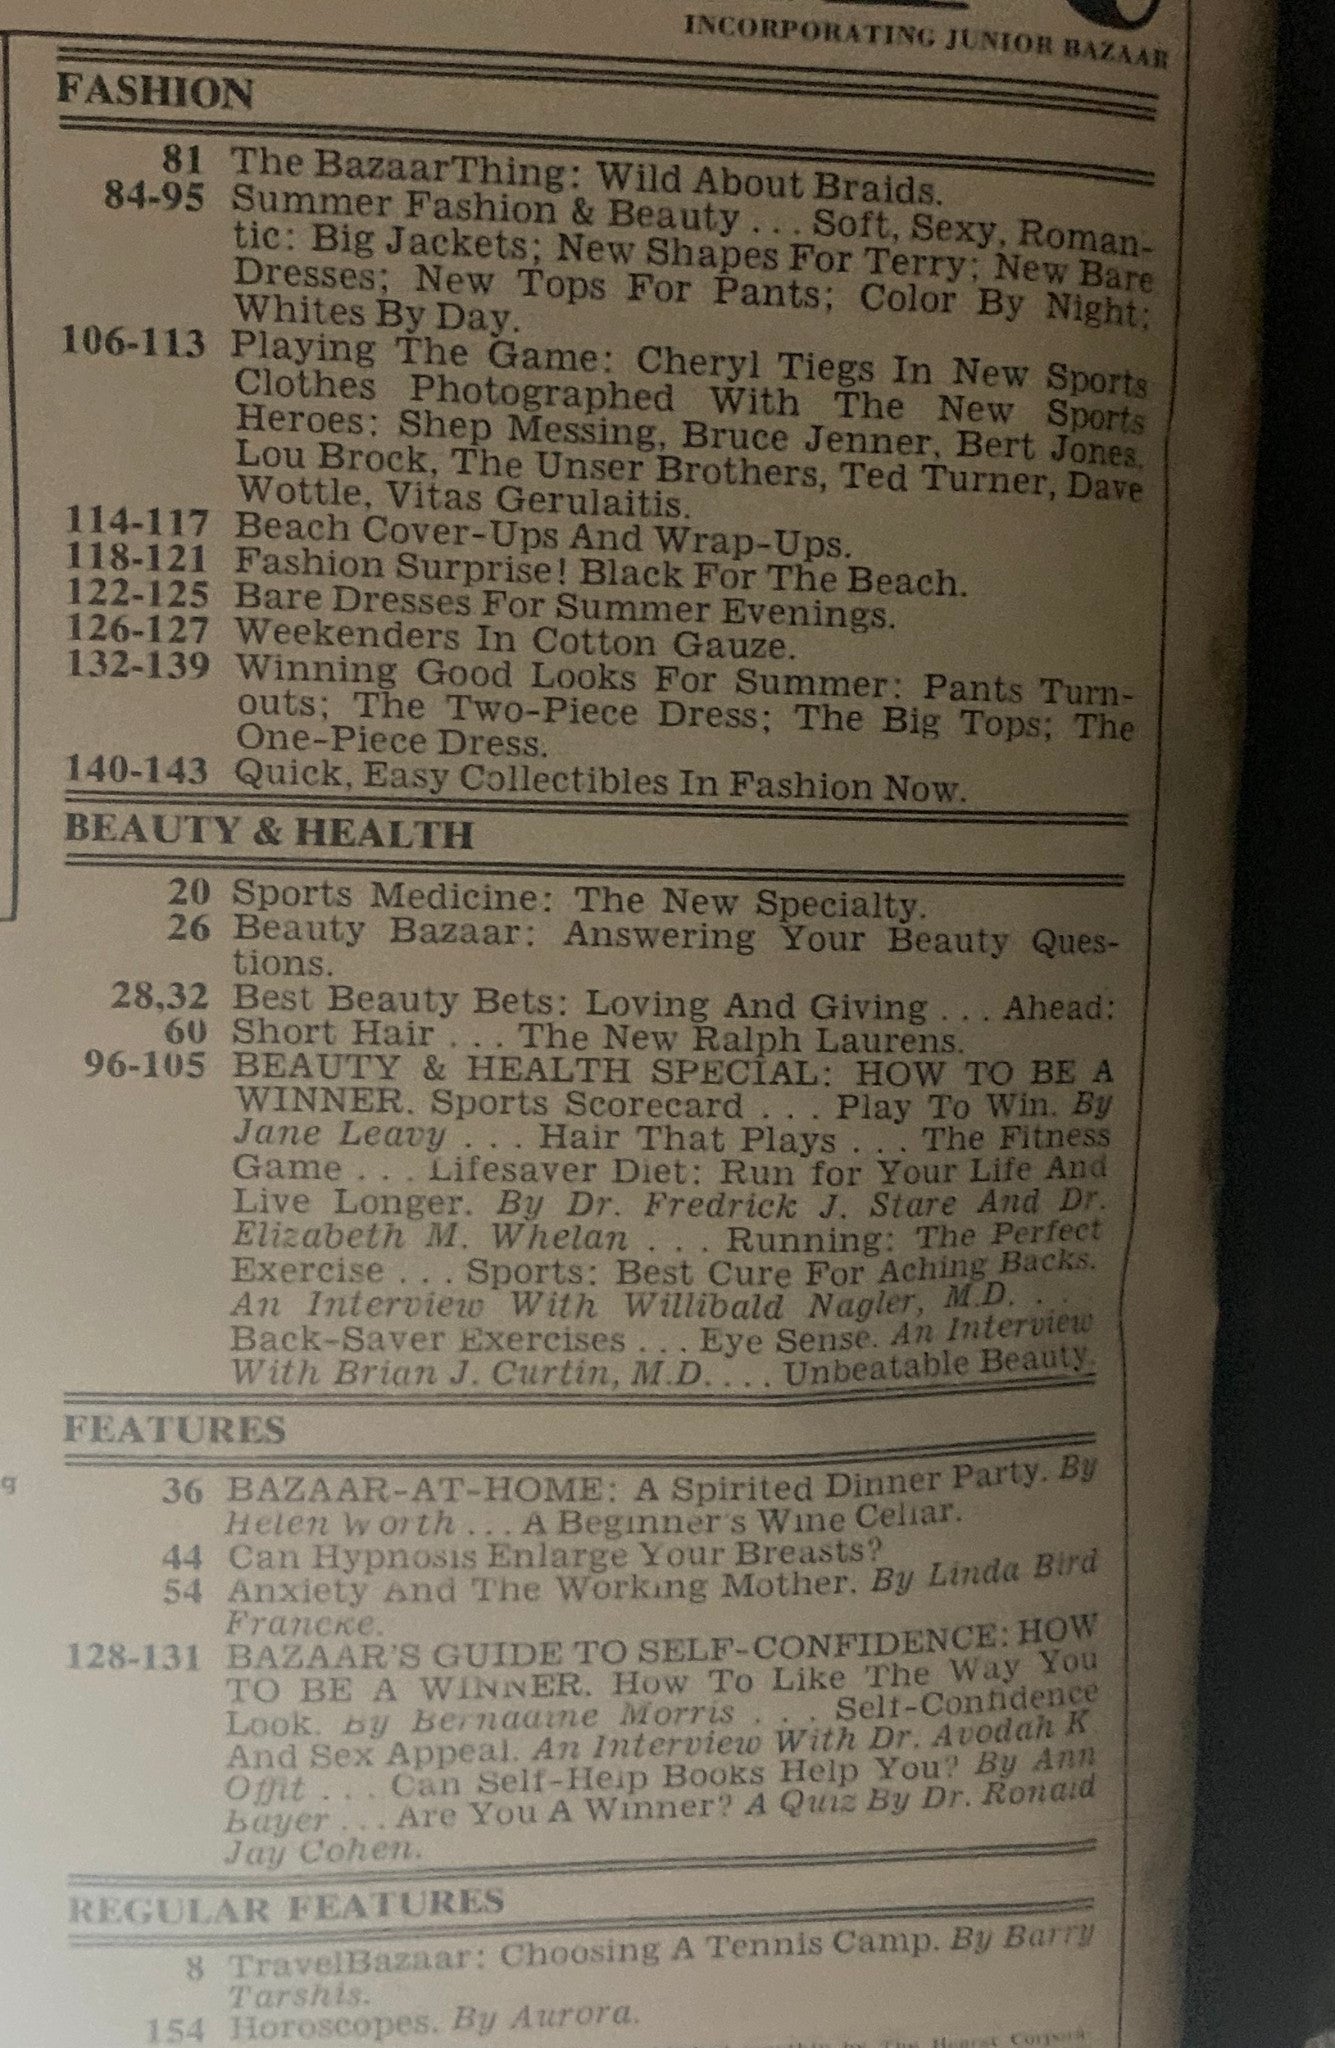 INCORPORATING JUNIOR BAZAAR
FASHION
81 The BazaarThing: Wild About Braids.
84-95 Summer Fashion & Beauty . . . Soft, Sexy, Roman-
tic: Big Jackets; New Shapes For Terry; New Bare
Dresses; New Tops For Pants; Color By Night;
Whites By Day.
106-113 Playing The Game: Cheryl Tiegs In New Sports
Clothes Photographed With The New Sports
Heroes: Shep Messing, Bruce Jenner, Bert Jones,
Lou Brock, The Unser Brothers, Ted Turner, Dave
Wottle, Vitas Gerulaitis.
114-117 Beach Cover-Ups And Wrap-Ups.
118-121 Fashion Surprise! Black For The Beach.
122-125 Bare Dresses For Summer Evenings.
126-127 Weekenders In Cotton Gauze.
132-139 Winning Good Looks For Summer: Pants Turn-
outs; The Two-Piece Dress; The Big Tops; The
One-Piece Dress.
140-143 Quick, Easy Collectibles In Fashion Now.
BEAUTY & HEALTH
20 Sports Medicine: The New Specialty.
26 Beauty Bazaar: Answering Your Beauty Ques-
tions.
28,32 Best Beauty Bets: Loving And Giving . . . Ahead:
60 Short Hair . . . The New Ralph Laurens.
96-105 BEAUTY & HEALTH SPECIAL: HOW TO BE A
WINNER. Sports Scorecard . . . Play To Win. By
Jane Leavy . . . Hair That Plays . . . The Fitness
Game . . . Lifesaver Diet: Run for Your Life And
Live Longer. By Dr. Fredrick J. Stare And Dr.
Elizabeth M. Whelan . . . Running: The Perfect
Exercise . . . Sports: Best Cure For Aching Backs.
An Interview With Willibald Nagler, M.D. . .
Back-Saver Exercises . . . Eye Sense. An Interview
With Brian J. Curtin, M.D. . . . Unbeatable Beauty.
FEATURES
36 BAZAAR-AT-HOME: A Spirited Dinner Party. By
Helen Worth . . . A Beginner's Wine Cellar.
44 Can Hypnosis Enlarge Your Breasts?
54 Anxiety And The Working Mother. By Linda Bird
Francke.
128-131 BAZAAR'S GUIDE TO SELF-CONFIDENCE: HOW
TO BE A WINNER. How To Like The Way You
Look. By Bernadine Morris . . . Self-Confidence
And Sex Appeal. An Interview With Dr. Avodah K
Offit . . . Can Self-Help Books Help You? By Ann
Bayer . . . Are You A Winner? A Quiz By Dr. Ronald
Jay Cohen.
REGULAR FEATURES
8 TravelBazaar: Choosing A Tennis Camp. By Barry
Tarshis.
154 Horoscopes. By Aurora.
by The Hearst